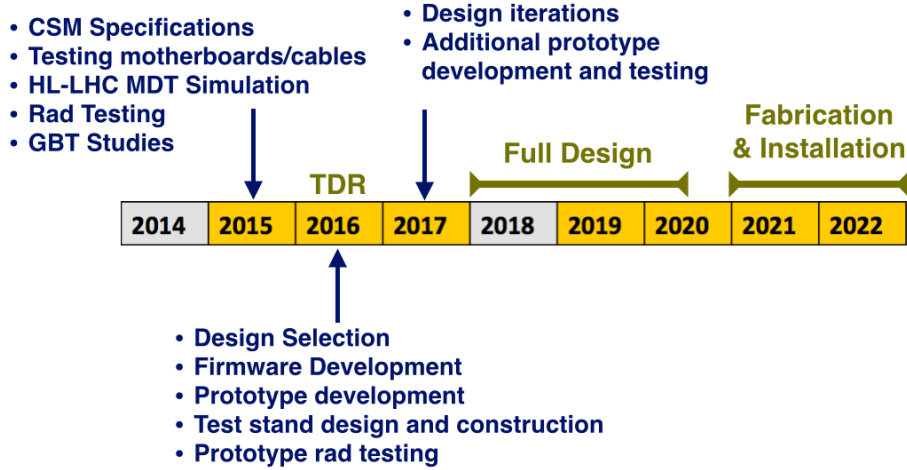 • CSM Specifications
• Testing motherboards/cables
• HL-LHC MDT Simulation
• Rad Testing
• GBT Studies
• Design iterations
• Additional prototype
development and testing
TDR
Full Design
Fabrication
& Installation
2014 2015 2016 2017 2018 2019 2020 2021 2022
• Design Selection
• Firmware Development
• Prototype development
• Test stand design and construction
• Prototype rad testing